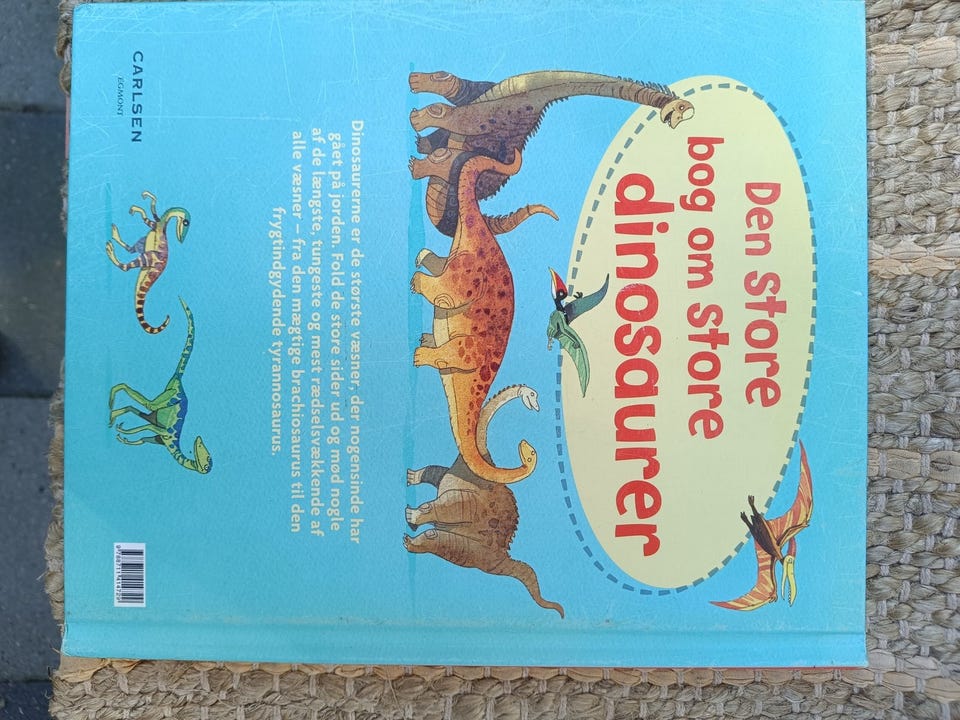 Den store
bog om store
dinosaurer
Dinosaurerne er de største væsner, der nogensinde har
gået på jorden. Fold de store sider ud og mød nogle
af de længste, tungeste og mest rædselsvækkende af
alle væsner – fra den mægtige brachiosaurus til den
frygtindgydende tyrannosaurus.
CARLSEN
EGMONT